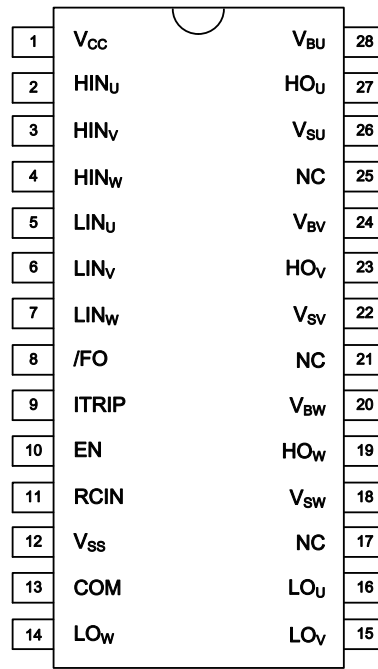 1 VCC VBU 28
2 HINU HOU 27
3 HINV VSU 26
4 HINW NC 25
5 LINU VBV 24
6 LINV HOV 23
7 LINW VSV 22
8 /FO NC 21
9 ITRIP VBW 20
10 EN HOW 19
11 RCIN VSW 18
12 VSS NC 17
13 COM LOU 16
14 LOW LOV 15